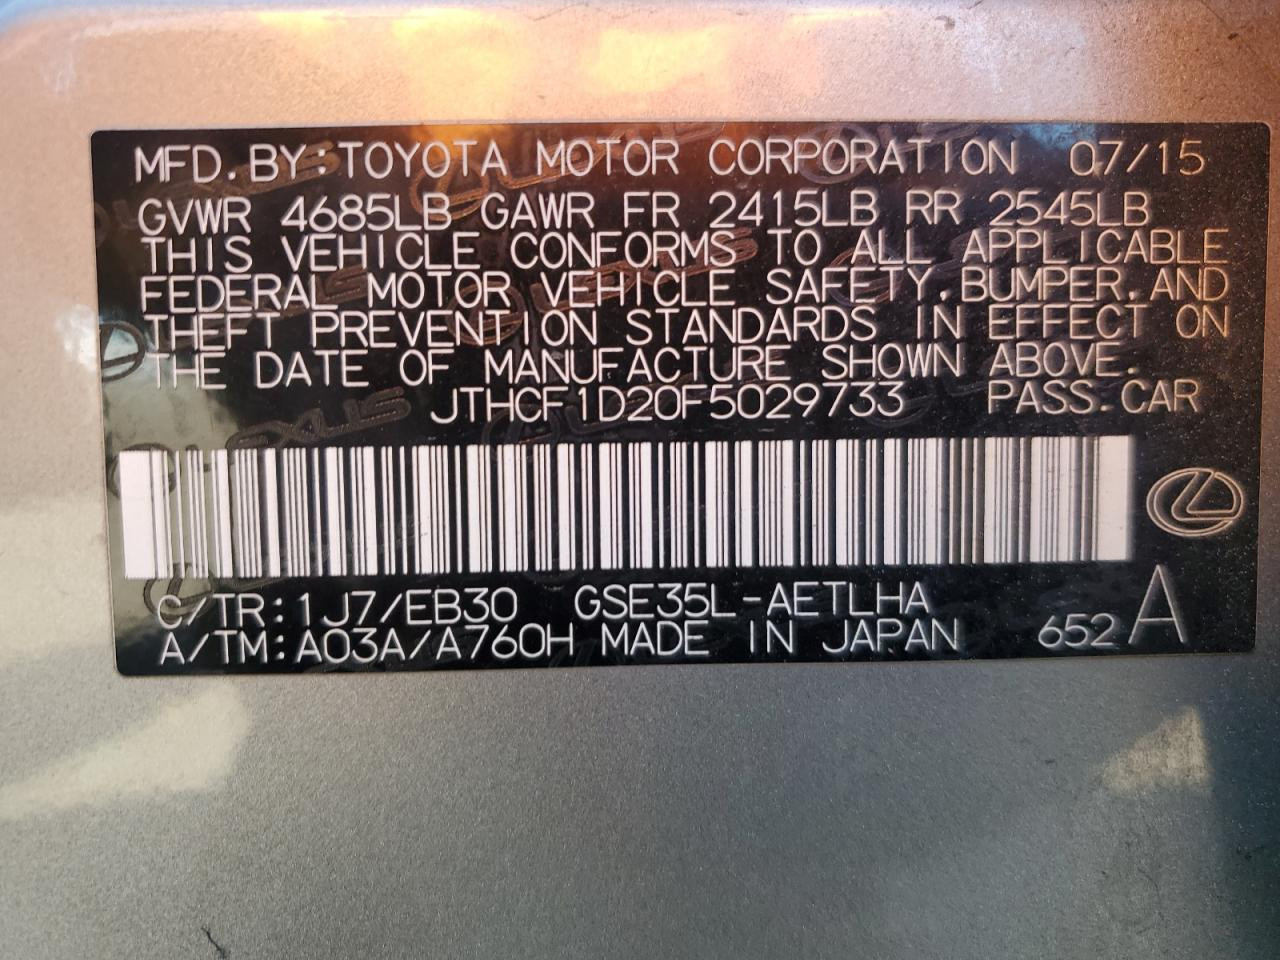 MFD. BY: TOYOTA MOTOR CORPORATION 07/15
GVWR 4685LB GAWR FR 2415LB RR 2545LB
THIS VEHICLE CONFORMS TO ALL APPLICABLE
FEDERAL MOTOR VEHICLE SAFETY, BUMPER, AND
THEFT PREVENTION STANDARDS IN EFFECT ON
THE DATE OF MANUFACTURE SHOWN ABOVE.
JTHCF1D20F5029733 PASS. CAR
C/TR: 1J7/EB30 GSE35L-AETLHA
A/TM: A03A/A760H MADE IN JAPAN 652 A